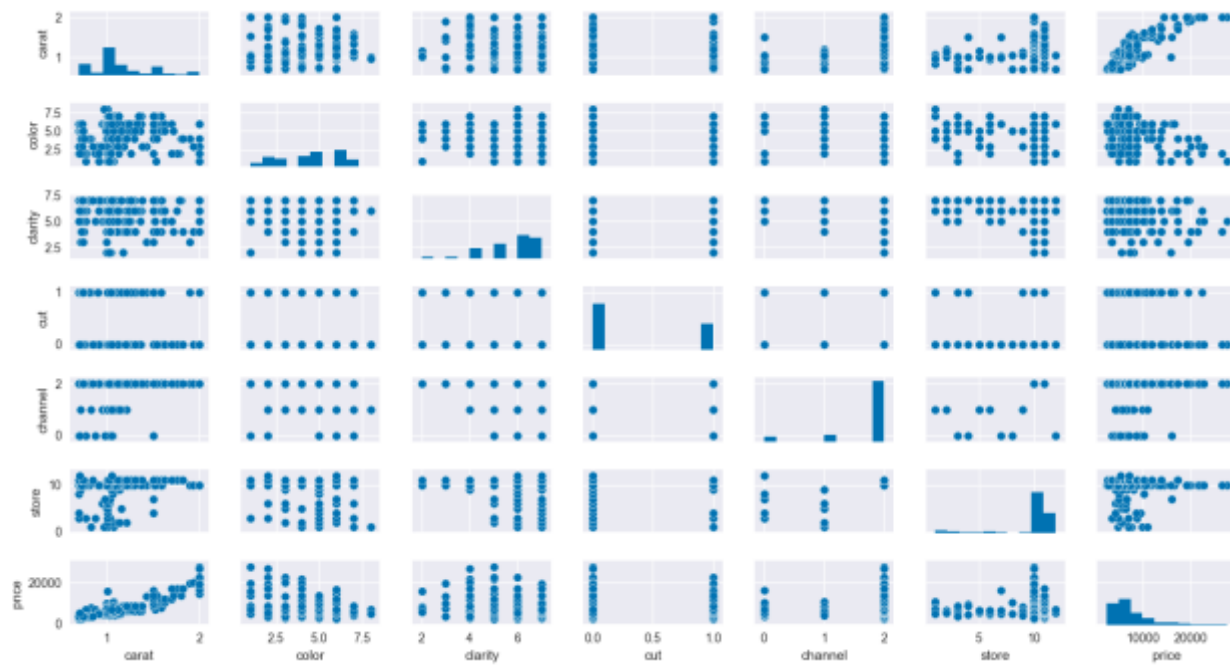 2
carat
1
7.5
color
5.0
2.5
7.5
clarity
5.0
2.5
1
cut
0
2
channel
0
10
store
0
20000
price
0
1 2 2.5 5.0 7.5 2 4 6 0.0 0.5 1.0 0 1 2 5 10 10000 20000
carat color clarity cut channel store price